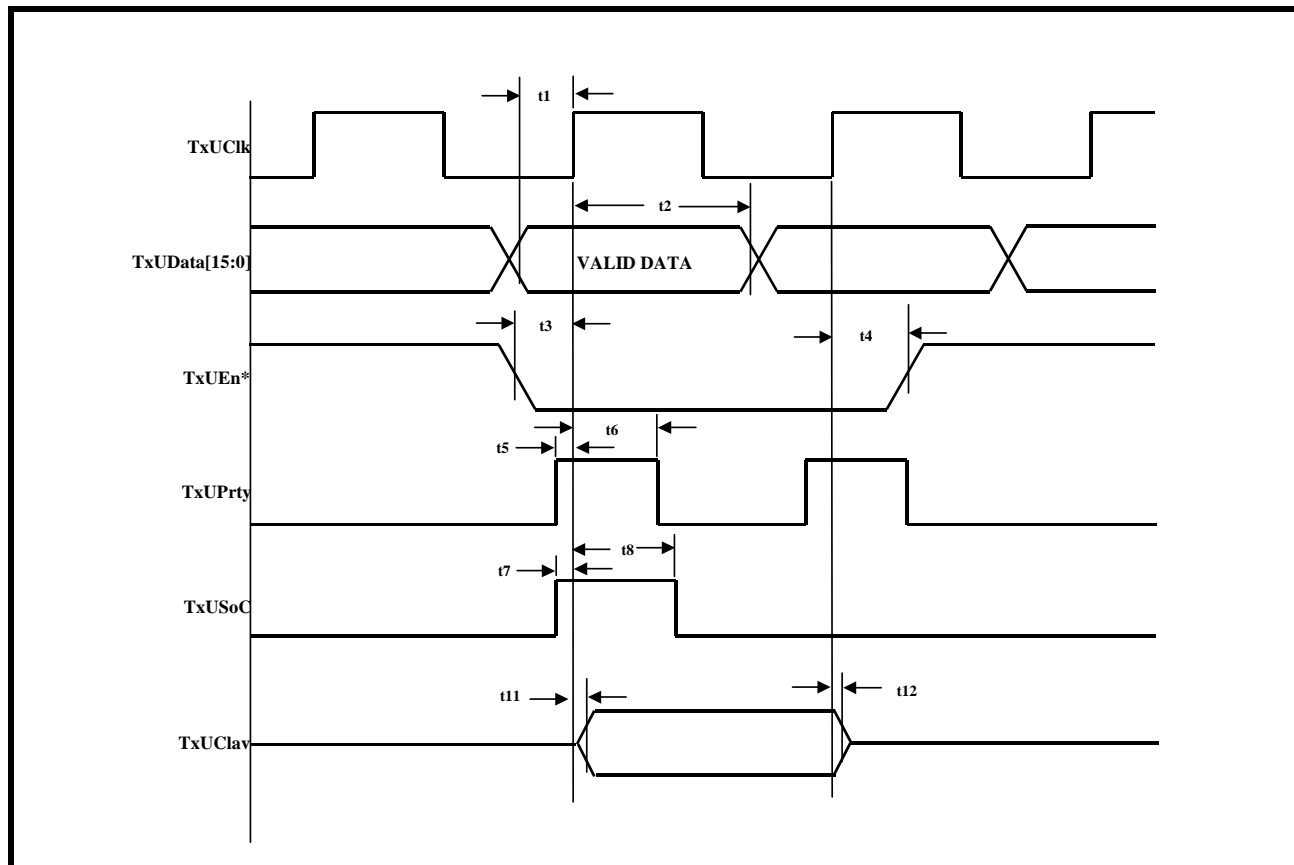 t1
TxUClk
t2
TxUData[15:0]
VALID DATA
t3
t4
TxUEn*
t6
t5
TxUPrty
t8
t7
TxUSoC
t11
t12
TxUClav